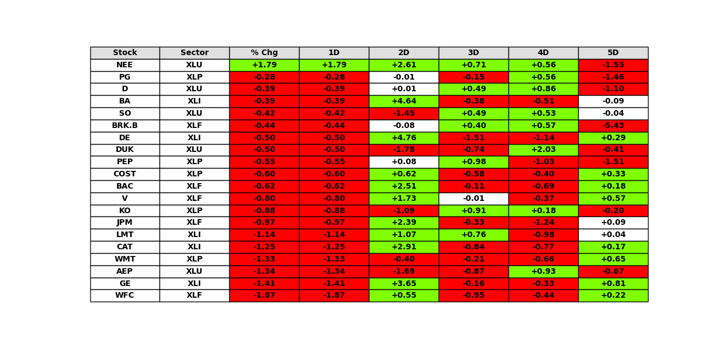 Stock Sector % Chg 1D 2D 3D 4D 5D
NEE XLU +1.79 +1.79 +2.61 +0.71 +0.56 -1.55
PG XLP -0.28 -0.28 -0.01 -0.15 +0.56 -1.46
D XLU -0.39 -0.39 +0.01 +0.49 +0.86 -1.10
BA XLI -0.39 -0.39 +4.64 -0.38 -0.51 -0.09
SO XLU -0.42 -0.42 -1.45 +0.49 +0.53 -0.04
BRK.B XLF -0.44 -0.44 -0.08 +0.40 +0.57 -5.43
DE XLI -0.50 -0.50 +4.76 -1.51 -1.14 +0.29
DUK XLU -0.50 -0.50 -1.78 -0.74 +2.03 -0.41
PEP XLP -0.55 -0.55 +0.08 +0.98 -1.03 -1.51
COST XLP -0.60 -0.60 +0.62 -0.58 -0.40 +0.33
BAC XLF -0.62 -0.62 +2.51 -0.11 -0.69 +0.18
V XLF -0.80 -0.80 +1.73 -0.01 -0.37 +0.57
KO XLP -0.88 -0.88 -1.09 +0.91 +0.18 -0.20
JPM XLF -0.97 -0.97 +2.39 -0.33 -1.24 +0.09
LMT XLI -1.14 -1.14 +1.07 +0.76 -0.98 +0.04
CAT XLI -1.25 -1.25 +2.91 -0.84 -0.77 +0.17
WMT XLP -1.33 -1.33 -0.40 -0.21 -0.66 +0.65
AEP XLU -1.34 -1.34 -1.69 -0.87 +0.93 -0.67
GE XLI -1.41 -1.41 +3.65 -0.16 -0.33 +0.81
WFC XLF -1.87 -1.87 +0.55 -0.95 -0.44 +0.22